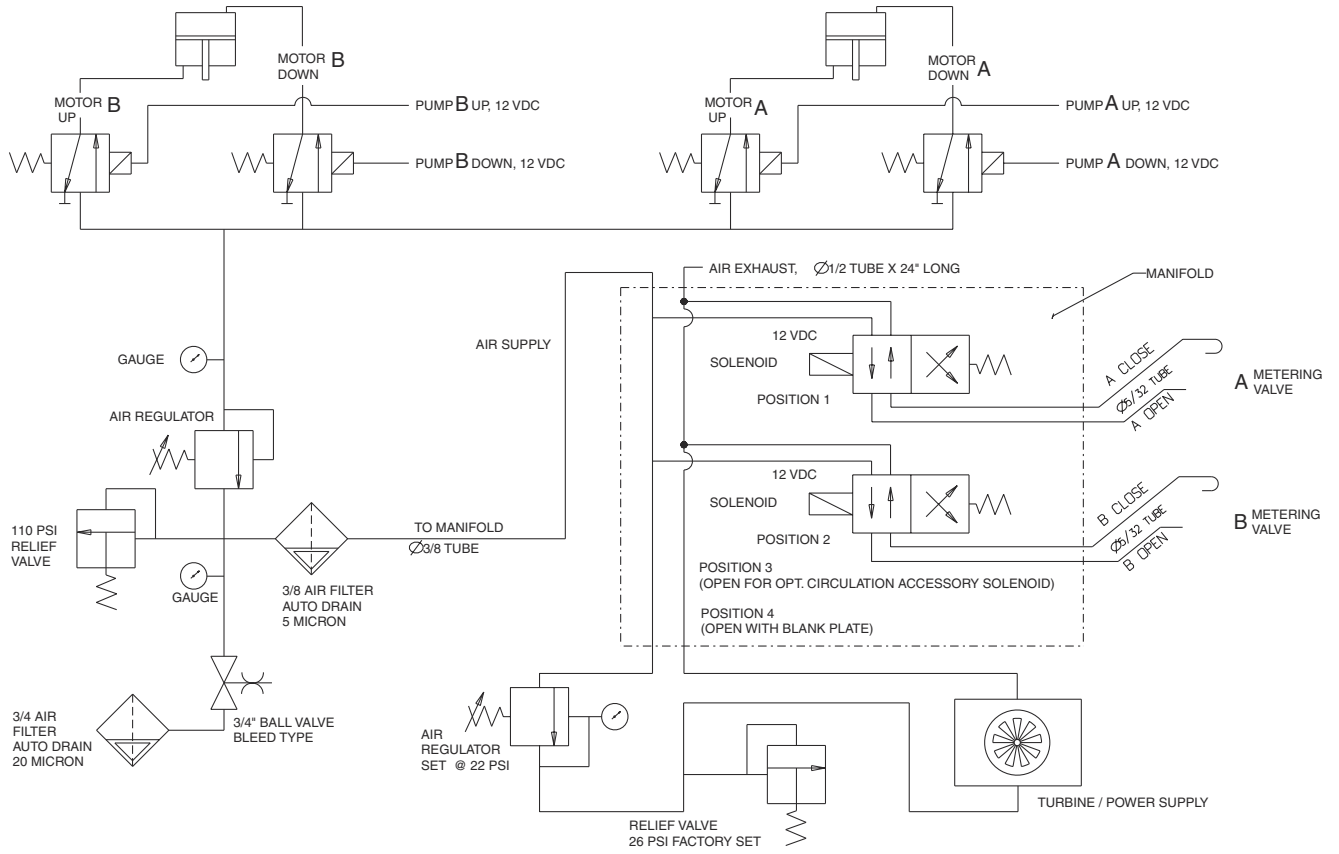 MOTOR B
DOWN
MOTOR B
UP
PUMP B UP, 12 VDC
PUMP B DOWN, 12 VDC
MOTOR A
DOWN
MOTOR A
UP
PUMP A UP, 12 VDC
PUMP A DOWN, 12 VDC
AIR EXHAUST, Ø1/2 TUBE X 24" LONG
MANIFOLD
GAUGE
AIR SUPPLY
12 VDC
SOLENOID
POSITION 1
A CLOSE
Ø5/32 TUBE
A OPEN
A METERING
VALVE
AIR REGULATOR
12 VDC
SOLENOID
POSITION 2
B CLOSE
Ø5/32 TUBE
B OPEN
B METERING
VALVE
110 PSI
RELIEF
VALVE
TO MANIFOLD
Ø3/8 TUBE
GAUGE
3/8 AIR FILTER
AUTO DRAIN
5 MICRON
POSITION 3
(OPEN FOR OPT. CIRCULATION ACCESSORY SOLENOID)
POSITION 4
(OPEN WITH BLANK PLATE)
3/4 AIR
FILTER
AUTO DRAIN
20 MICRON
3/4" BALL VALVE
BLEED TYPE
AIR
REGULATOR
SET @ 22 PSI
RELIEF VALVE
26 PSI FACTORY SET
TURBINE / POWER SUPPLY